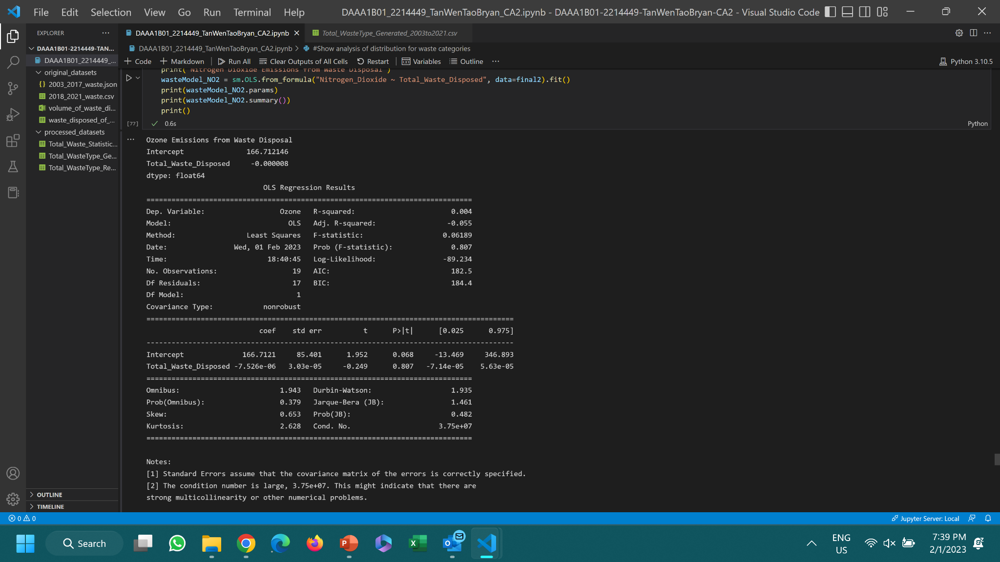 File Edit Selection View Go Run Terminal Help DAAA1B01_2214449_TanWenTaoBryan_CA2.ipynb - DAAA1B01-2214449-TanWenTaoBryan-CA2 - Visual Studio Code
EXPLORER
DAAA1B01_2214449_TanWenTaoBryan_CA2.ipynb Total_WasteType_Generated_2003to2021.csv
DAAA1B01-2214449-TAN...
DAAA1B01_2214449_...
original_datasets
2003_2017_waste.json
2018_2021_waste.csv
volume_of_waste_di...
waste_disposed_of_...
processed_datasets
Total_Waste_Statistic...
Total_WasteType_Ge...
Total_WasteType_Re...
OUTLINE
TIMELINE
DAAA1B01_2214449_TanWenTaoBryan_CA2.ipynb > #Show analysis of distribution for waste categories
+ Code + Markdown Run All Clear Outputs of All Cells Restart Variables Outline ... Python 3.10.5
print("Nitrogen Dioxide Emissions from Waste Disposal")
wasteModel_NO2 = sm.OLS.from_formula("Nitrogen_Dioxide ~ Total_Waste_Disposed", data=final2).fit()
print(wasteModel_NO2.params)
print(wasteModel_NO2.summary())
print()
[77] 0.6s Python
Ozone Emissions from Waste Disposal
Intercept 166.712146
Total_Waste_Disposed -0.000008
dtype: float64
OLS Regression Results
==============================================================================
Dep. Variable: Ozone R-squared: 0.004
Model: OLS Adj. R-squared: -0.055
Method: Least Squares F-statistic: 0.06189
Date: Wed, 01 Feb 2023 Prob (F-statistic): 0.807
Time: 18:40:45 Log-Likelihood: -89.234
No. Observations: 19 AIC: 182.5
Df Residuals: 17 BIC: 184.4
Df Model: 1
Covariance Type: nonrobust
========================================================================================
coef std err t P>|t| [0.025 0.975]
----------------------------------------------------------------------------------------
Intercept 166.7121 85.401 1.952 0.068 -13.469 346.893
Total_Waste_Disposed -7.526e-06 3.03e-05 -0.249 0.807 -7.14e-05 5.63e-05
==============================================================================
Omnibus: 1.943 Durbin-Watson: 1.935
Prob(Omnibus): 0.379 Jarque-Bera (JB): 1.461
Skew: 0.653 Prob(JB): 0.482
Kurtosis: 2.628 Cond. No. 3.75e+07
==============================================================================
Notes:
[1] Standard Errors assume that the covariance matrix of the errors is correctly specified.
[2] The condition number is large, 3.75e+07. This might indicate that there are
strong multicollinearity or other numerical problems.
0 0 Jupyter Server: Local
Search
ENG
US
7:39 PM
2/1/2023